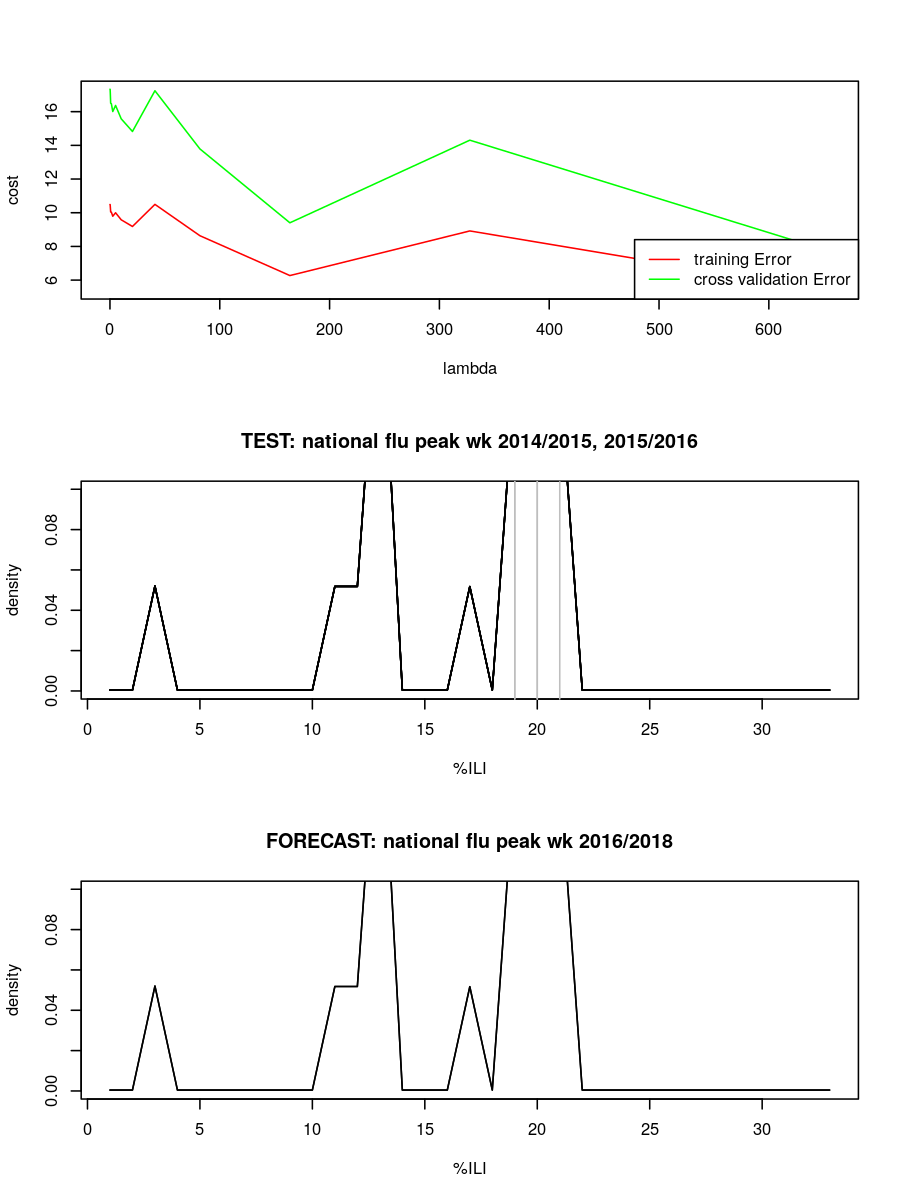 16
14
12
10
8
6
cost
0 100 200 300 400 500 600
lambda
training Error
cross validation Error
TEST: national flu peak wk 2014/2015, 2015/2016
0.08
0.04
0.00
density
0 5 10 15 20 25 30
%ILI
FORECAST: national flu peak wk 2016/2018
0.08
0.04
0.00
density
0 5 10 15 20 25 30
%ILI